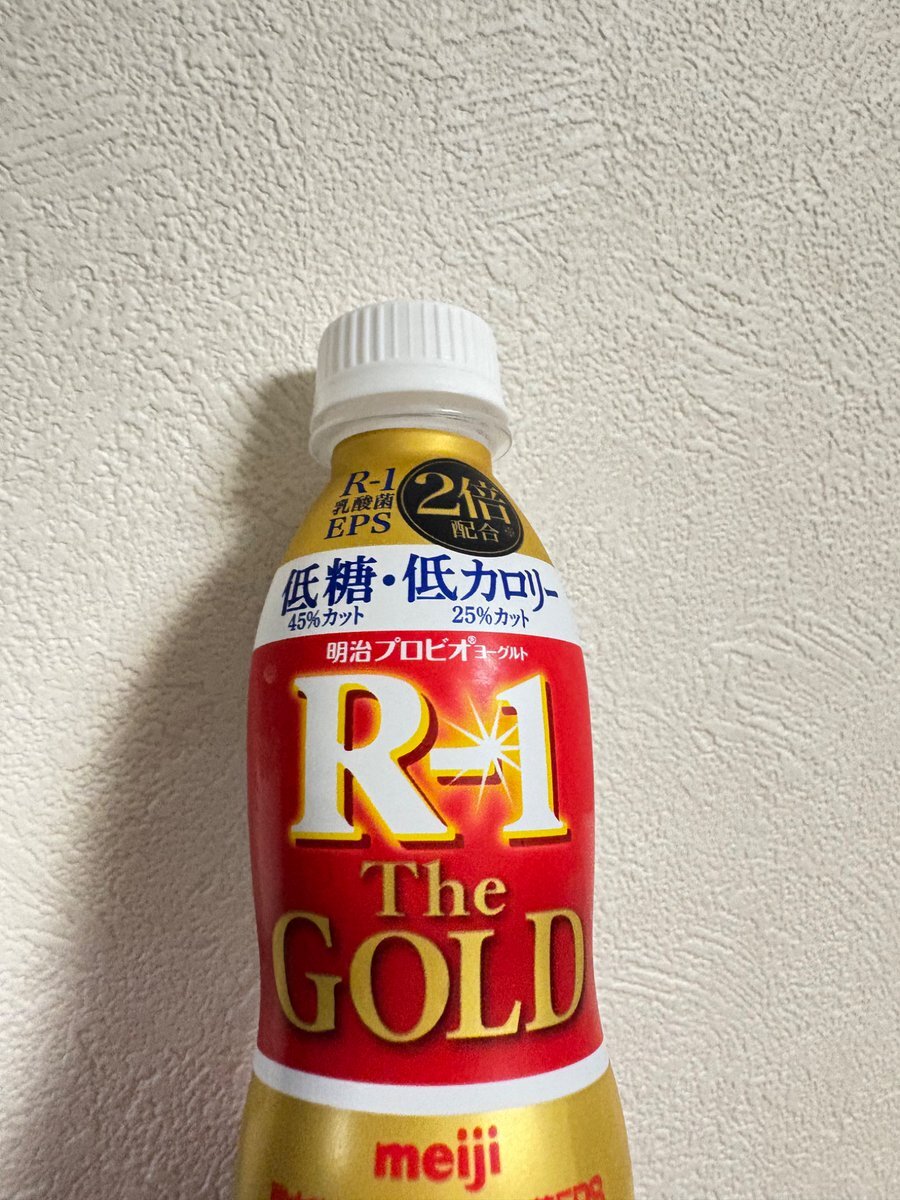 R-1
乳酸菌
EPS
2倍
配合※
低糖・低カロリー
45%カット 25%カット
明治プロビオ®ヨーグルト
R-1
The
GOLD
meiji